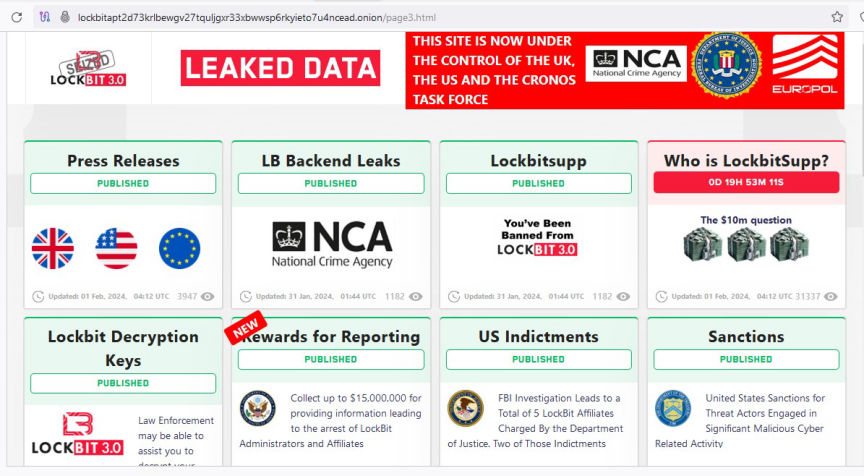 lockbitapt2d73krlbewgv27tquljgxr33xbwwsp6rkyieto7u4ncead.onion/page3.html
SEIZED
LOCKBIT 3.0
LEAKED DATA
THIS SITE IS NOW UNDER
THE CONTROL OF THE UK,
THE US AND THE CRONOS
TASK FORCE
NCA
National Crime Agency
DEPARTMENT OF JUSTICE
FEDERAL BUREAU OF INVESTIGATION
EUROPOL
Press Releases
PUBLISHED
Updated: 01 Feb, 2024, 04:12 UTC 3947
LB Backend Leaks
PUBLISHED
NCA
National Crime Agency
Updated: 31 Jan, 2024, 01:44 UTC 1182
Lockbitsupp
PUBLISHED
You've Been
Banned From
LOCKBIT 3.0
Updated: 31 Jan, 2024, 01:44 UTC 1182
Who is LockbitSupp?
0D 19H 53M 11S
The $10m question
Updated: 01 Feb, 2024, 04:12 UTC 31337
Lockbit Decryption
Keys
PUBLISHED
LOCKBIT 3.0
Law Enforcement
may be able to
assist you to
decrypt your
NEW
Rewards for Reporting
PUBLISHED
Collect up to $15,000,000 for
providing information leading
to the arrest of LockBit
Administrators and Affiliates
US Indictments
PUBLISHED
FBI Investigation Leads to a
Total of 5 LockBit Affiliates
Charged By the Department
of Justice. Two of Those Indictments
Sanctions
PUBLISHED
United States Sanctions for
Threat Actors Engaged in
Significant Malicious Cyber
Related Activity